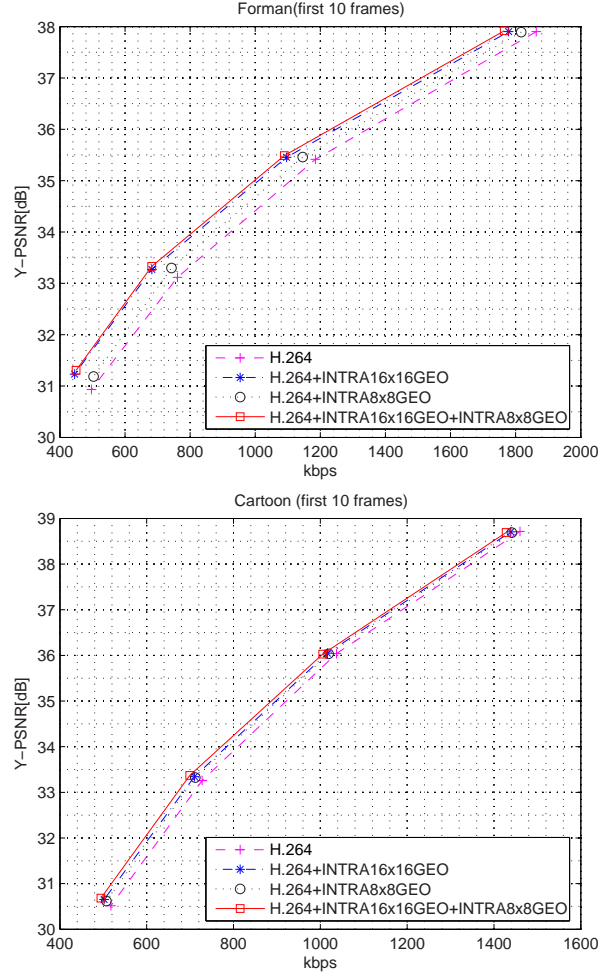 Forman(first 10 frames)
38
37
36
35
34
33
32
31
30
Y−PSNR[dB]
H.264
H.264+INTRA16x16GEO
H.264+INTRA8x8GEO
H.264+INTRA16x16GEO+INTRA8x8GEO
400 600 800 1000 1200 1400 1600 1800 2000
kbps
Cartoon (first 10 frames)
39
38
37
36
35
34
33
32
31
30
Y−PSNR[dB]
H.264
H.264+INTRA16x16GEO
H.264+INTRA8x8GEO
H.264+INTRA16x16GEO+INTRA8x8GEO
400 600 800 1000 1200 1400 1600
kbps